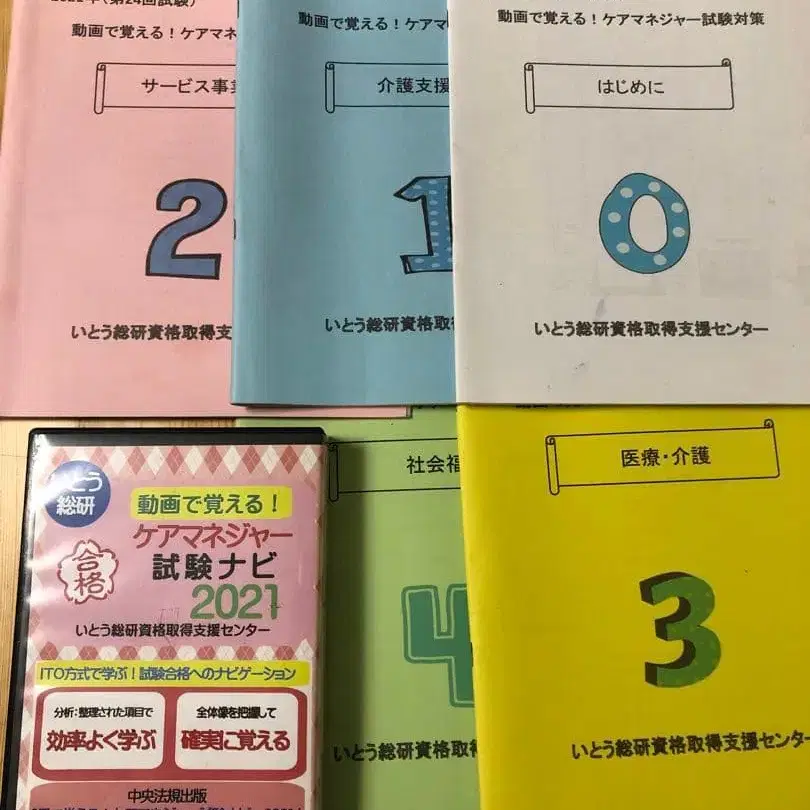 (第24回試験)
動画で覚える！ケアマネ
サービス事業
2
いとう総研資格取得支
動画で覚える！ケアマ
介護支援
1
いとう総研資格取得
動画で覚える！ケアマネジャー試験対策
はじめに
0
いとう総研資格取得支援センター
いとう
総研
動画で覚える！
ケアマネジャー
合格
試験ナビ
2021
いとう総研資格取得支援センター
ITO方式で学ぶ！試験合格へのナビゲーション
分析：整理された項目で
効率よく学ぶ
全体像を把握して
確実に覚える
中央法規出版
社会福
4
いとう総研資格取得
医療・介護
3
いとう総研資格取得支援センター